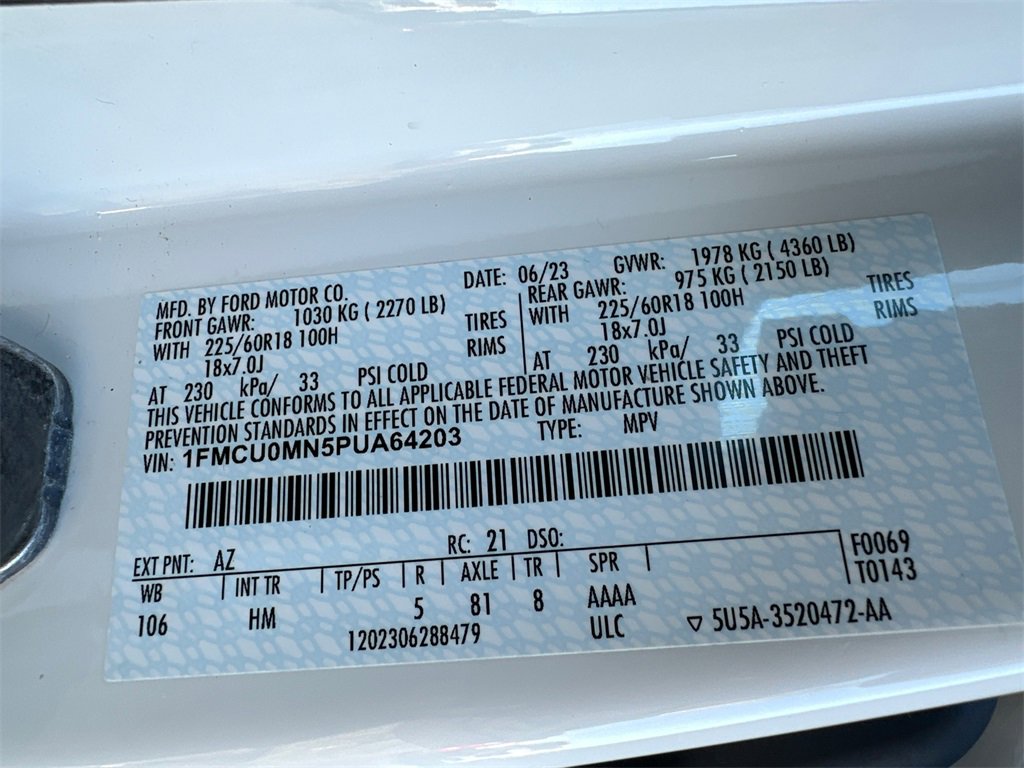 MFD. BY FORD MOTOR CO. DATE: 06/23 GVWR: 1978 KG ( 4360 LB)
FRONT GAWR: 1030 KG ( 2270 LB) REAR GAWR: 975 KG ( 2150 LB)
WITH 225/60R18 100H TIRES WITH 225/60R18 100H TIRES
18x7.0J RIMS 18x7.0J RIMS
AT 230 kPa/ 33 PSI COLD AT 230 kPa/ 33 PSI COLD
THIS VEHICLE CONFORMS TO ALL APPLICABLE FEDERAL MOTOR VEHICLE SAFETY AND THEFT
PREVENTION STANDARDS IN EFFECT ON THE DATE OF MANUFACTURE SHOWN ABOVE.
VIN: 1FMCU0MN5PUA64203 TYPE: MPV
EXT PNT: AZ RC: 21 DSO: F0069
WB INT TR TP/PS R AXLE TR SPR T0143
106 HM 5 81 8 AAAA
1202306288479 ULC ▽ 5U5A-3520472-AA